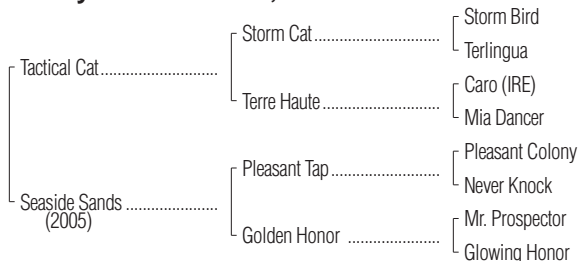 Storm Bird
Storm Cat
Terlingua
Tactical Cat
Caro (IRE)
Terre Haute
Mia Dancer
Pleasant Colony
Pleasant Tap
Never Knock
Seaside Sands
(2005)
Mr. Prospector
Golden Honor
Glowing Honor